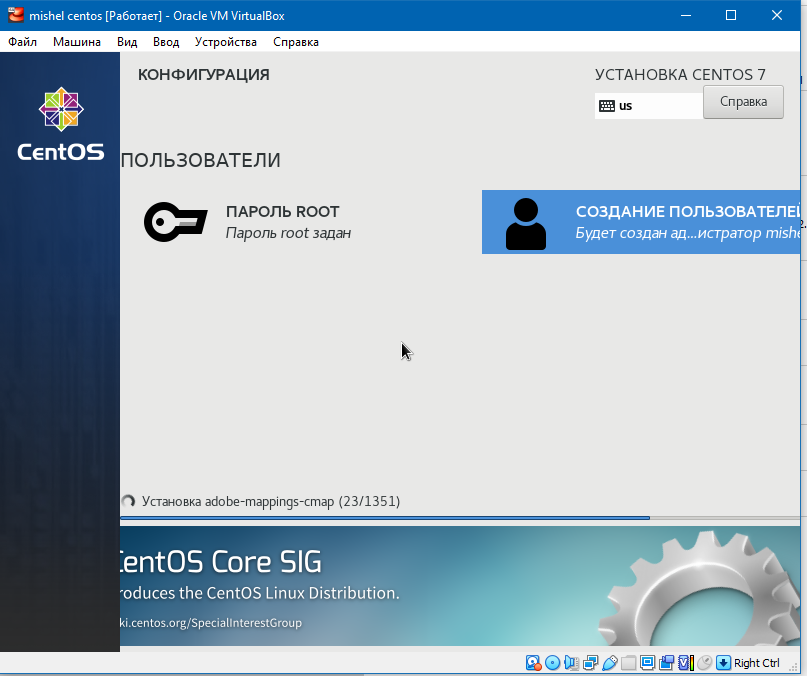 mishel centos [Работает] - Oracle VM VirtualBox
Файл Машина Вид Ввод Устройства Справка
КОНФИГУРАЦИЯ
УСТАНОВКА CENTOS 7
us
Справка
CentOS
ПОЛЬЗОВАТЕЛИ
ПАРОЛЬ ROOT
Пароль root задан
СОЗДАНИЕ ПОЛЬЗОВАТЕЛЕЙ
Будет создан ад...истратор mishe
Установка adobe-mappings-cmap (23/1351)
CentOS Core SIG
roduces the CentOS Linux Distribution.
ki.centos.org/SpecialInterestGroup
Right Ctrl